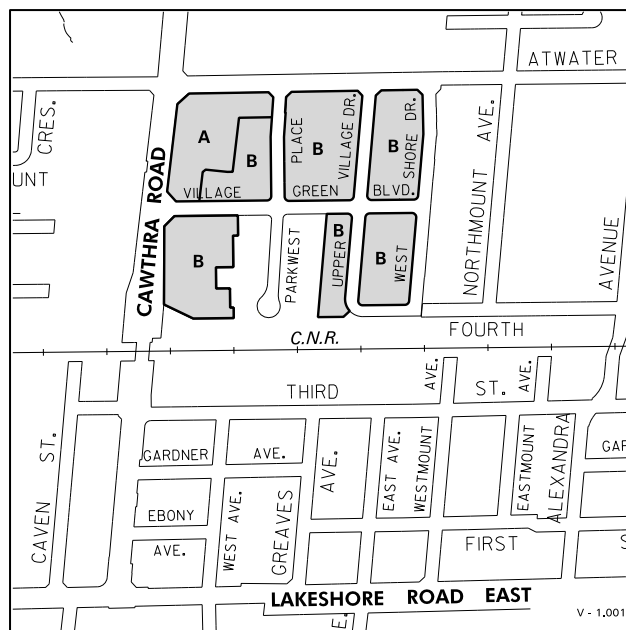 ATWATER
CRES.
UNT
CAWTHRA ROAD
A
B
PLACE
B
VILLAGE DR.
B
SHORE DR.
NORTHMOUNT AVE.
VILLAGE GREEN BLVD.
B
PARKWEST
B
UPPER
B
WEST
AVENUE
C.N.R.
FOURTH
THIRD ST.
AVE.
AVE.
CAVEN ST.
GARDNER AVE.
AVE.
EAST AVE.
WESTMOUNT
EASTMOUNT
ALEXANDRA
GAR
EBONY
AVE.
WEST AVE.
GREAVES
FIRST S
LAKESHORE ROAD EAST
E.
V - 1.001